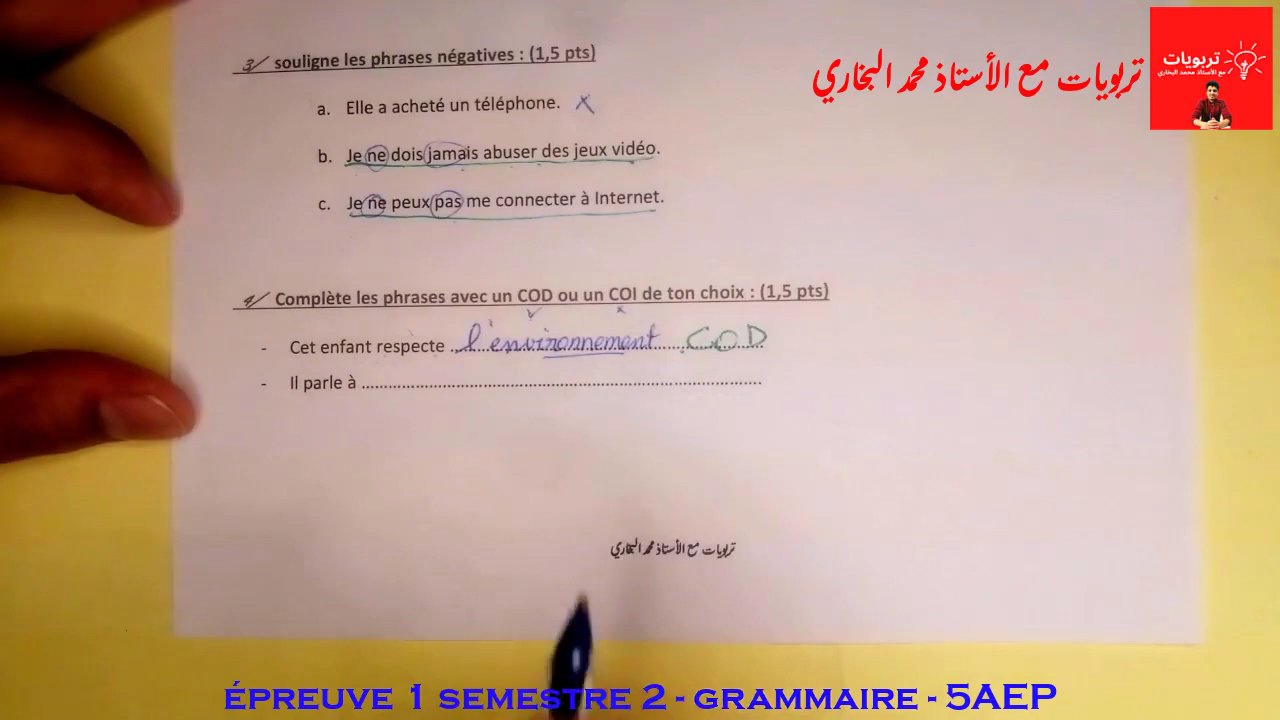 تربويات مع الأستاذ محمد البخاري
تربويات
مع الأستاذ محمد البخاري
3/ souligne les phrases négatives : (1,5 pts)
a. Elle a acheté un téléphone. x
b. Je ne dois jamais abuser des jeux vidéo.
c. Je ne peux pas me connecter à Internet.
4/ Complète les phrases avec un COD ou un COI de ton choix : (1,5 pts)
- Cet enfant respecte ...l'environnement...COD
- Il parle à ........................................................................................
تربويات مع الأستاذ محمد البخاري
ÉPREUVE 1 SEMESTRE 2 - GRAMMAIRE - 5AEP